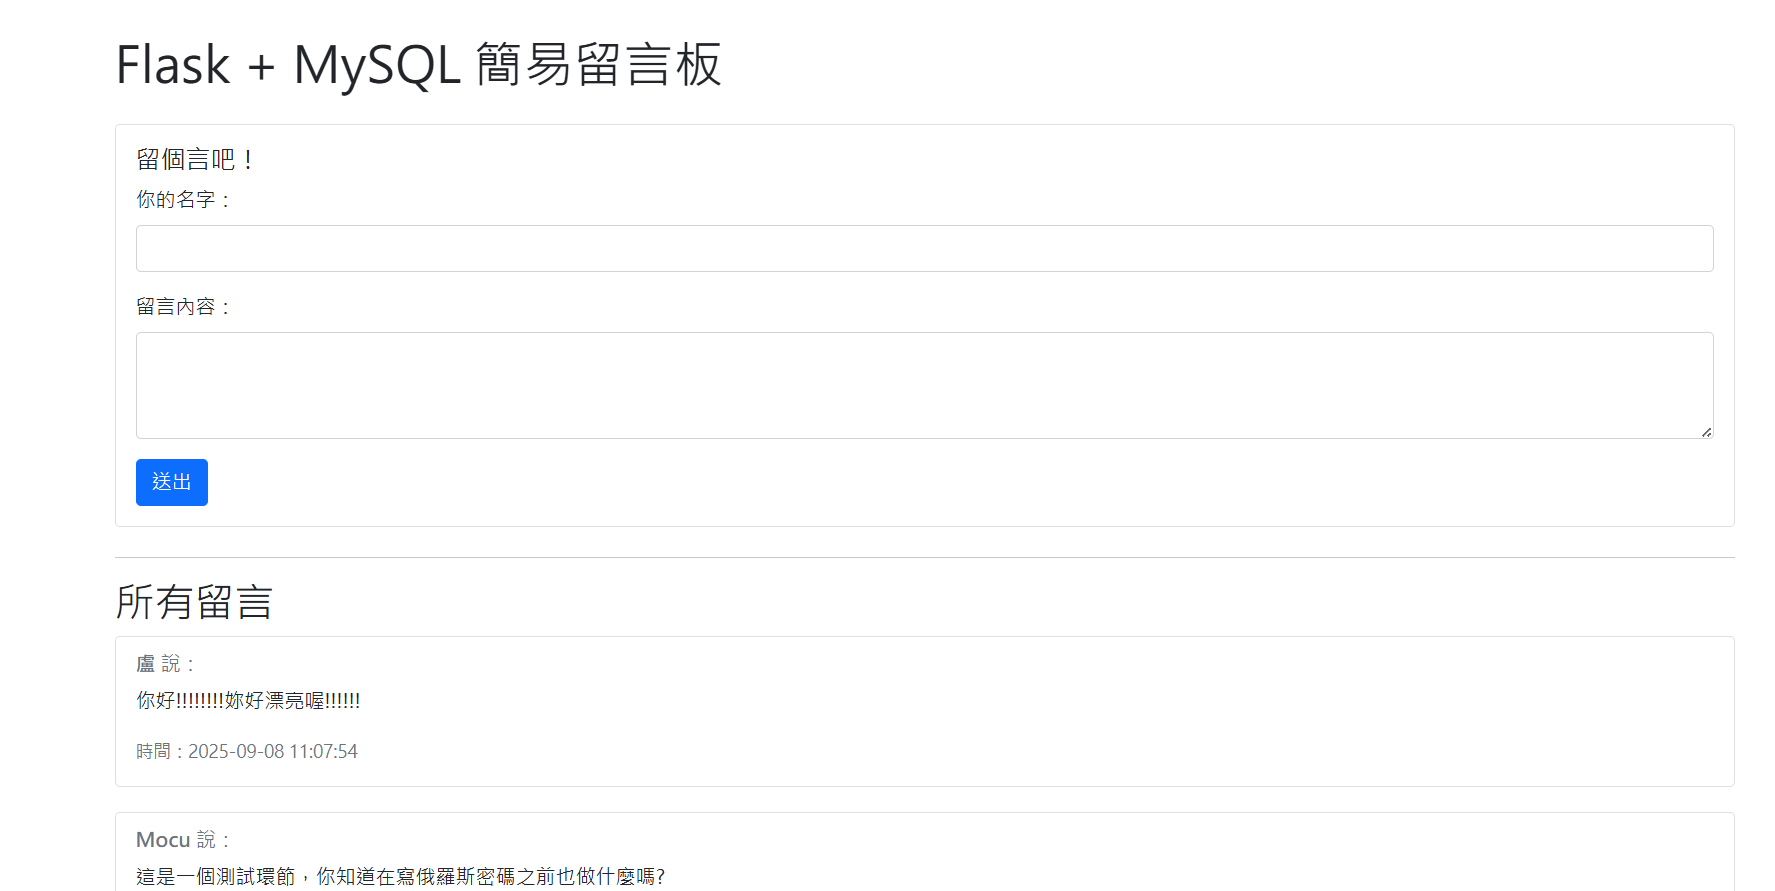 Flask + MySQL 簡易留言板
留個言吧！
你的名字：
留言內容：
送出
所有留言
盧 說：
你好!!!!!!!!妳好漂亮喔!!!!!!
時間：2025-09-08 11:07:54
Mocu 說：
這是一個測試環節，你知道在寫俄羅斯密碼之前也做什麼嗎?